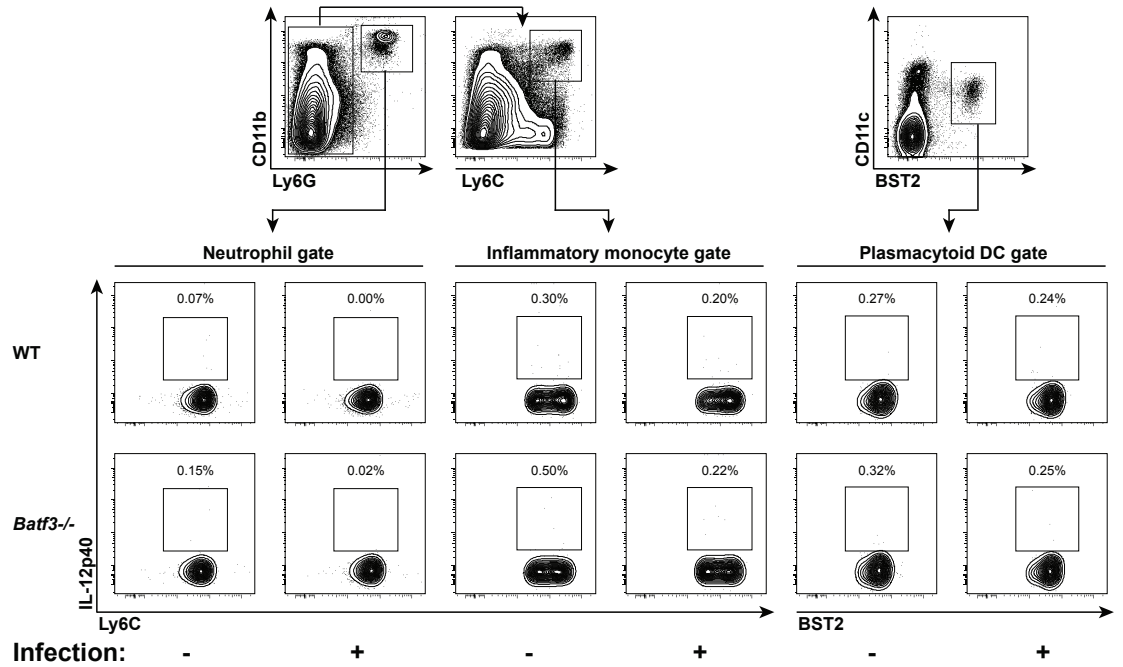 CD11b
Ly6G
Ly6C
CD11c
BST2
Neutrophil gate
Inflammatory monocyte gate
Plasmacytoid DC gate
WT
0.07%
0.00%
0.30%
0.20%
0.27%
0.24%
Batf3-/-
0.15%
0.02%
0.50%
0.22%
0.32%
0.25%
IL-12p40
Ly6C
BST2
Infection: - + - + - +